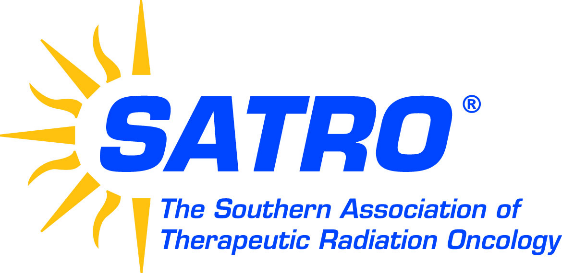 SATRO®
The Southern Association of
Therapeutic Radiation Oncology